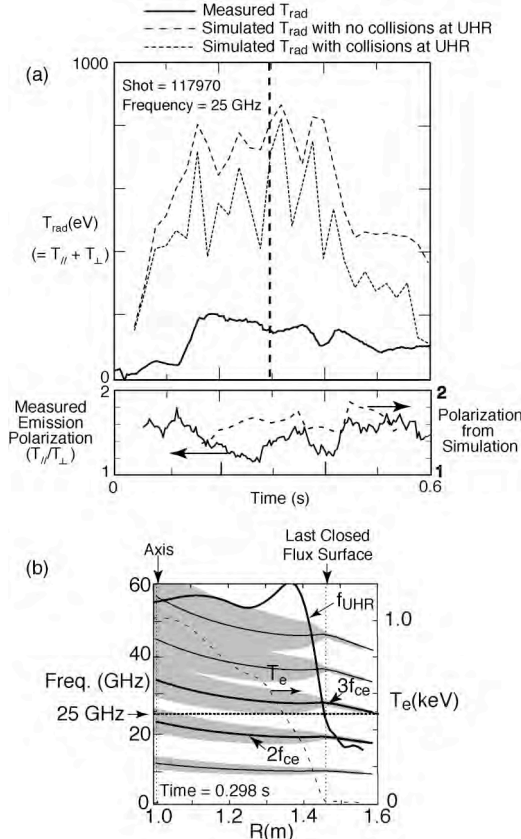 Measured T_rad
Simulated T_rad with no collisions at UHR
Simulated T_rad with collisions at UHR
(a)
1000
Shot = 117970
Frequency = 25 GHz
T_rad(eV)
(= T_// + T_⊥)
0
2
2
Measured
Emission
Polarization
(T_///T_⊥)
Polarization
from
Simulation
1
1
0
Time (s)
0.6
(b)
Axis
Last Closed
Flux Surface
60
50
40
Freq. (GHz)
25 GHz
20
10
0
f_UHR
T_e
3f_ce
2f_ce
1.0
T_e(keV)
0
Time = 0.298 s
1.0
1.2
1.4
1.6
R(m)